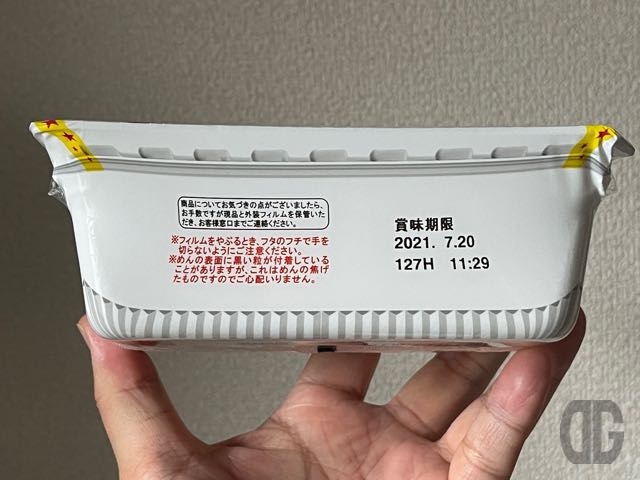 商品についてお気づきの点がございましたら、
お手数ですが現品と外装フィルムを保管いた
だき、お客様窓口までご連絡ください。
※フィルムをやぶるとき、フタのフチで手を
切らないようにご注意ください。
※めんの表面に黒い粒が付着している
ことがありますが、これはめんの焦げ
たものですのでご心配いりません。
賞味期限
2021. 7.20
127H 11:29
DG